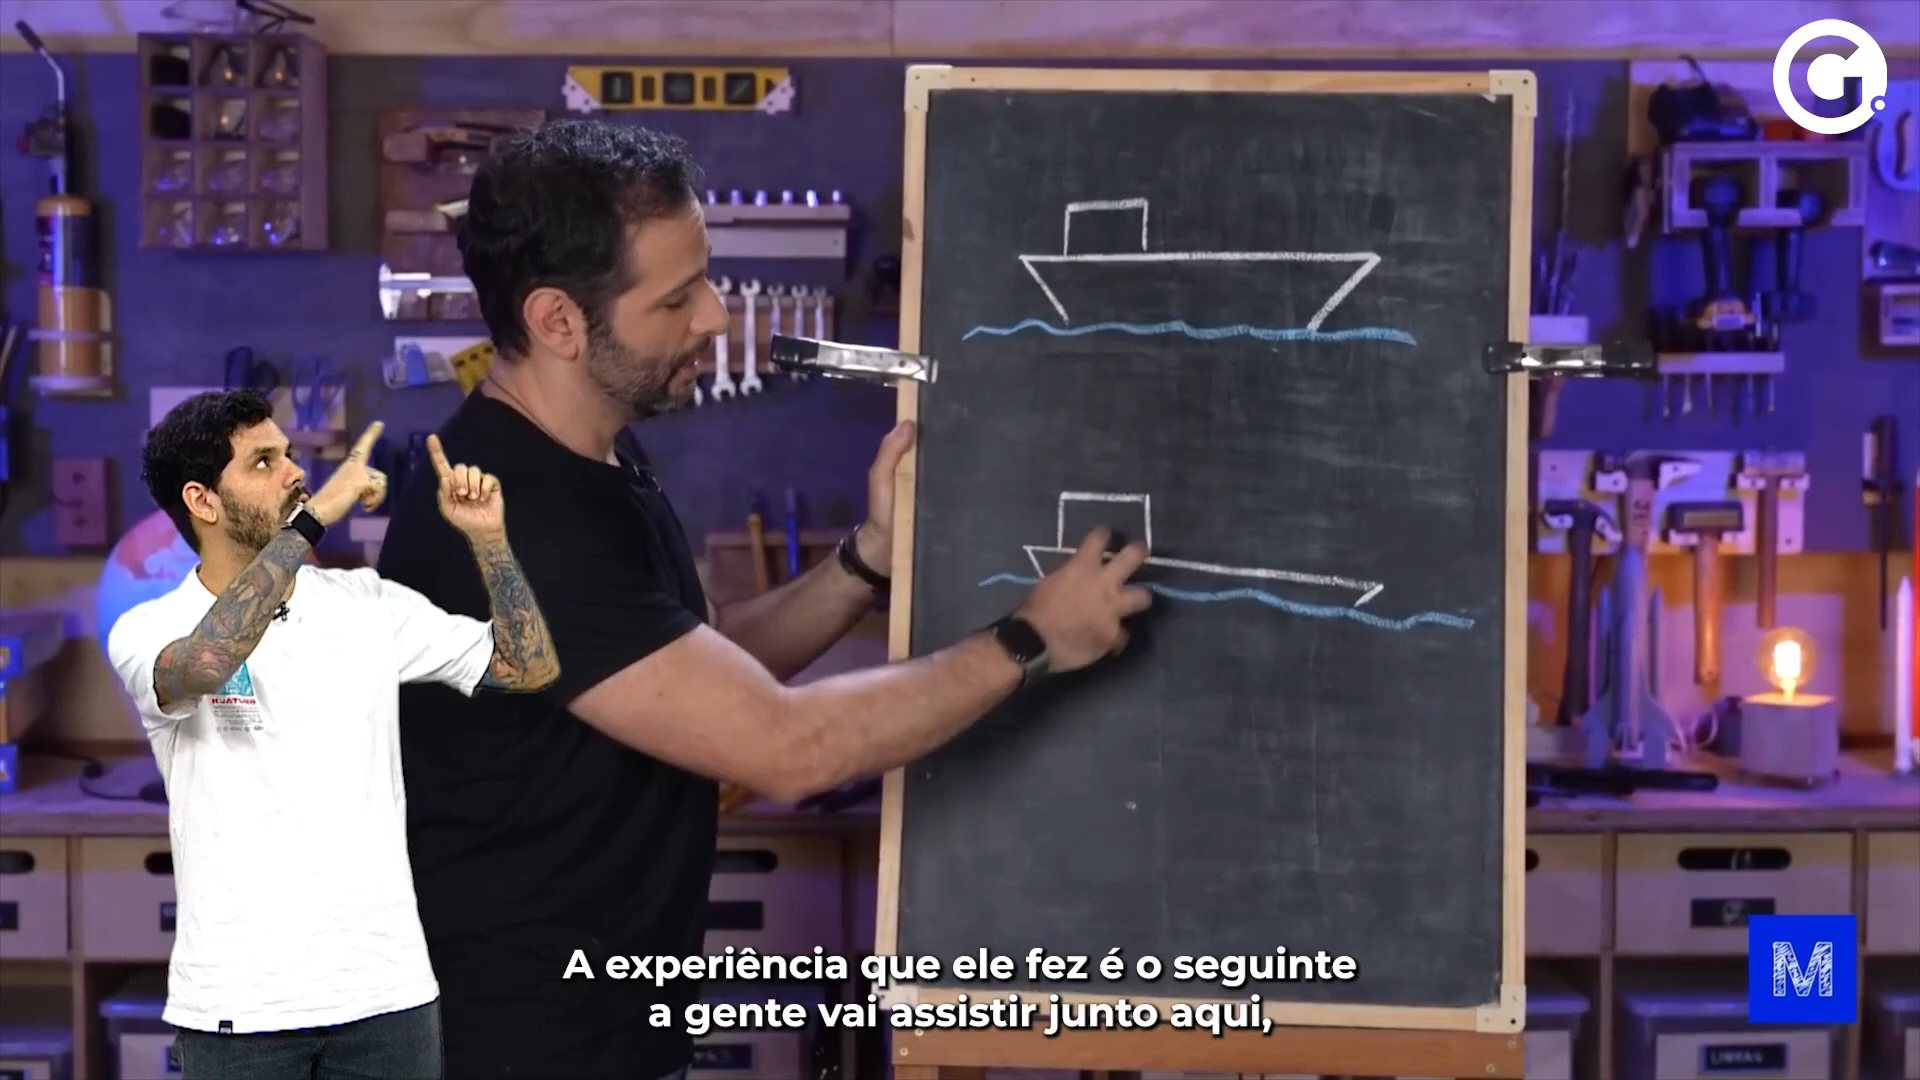 G.
A experiência que ele fez é o seguinte
a gente vai assistir junto aqui,
M